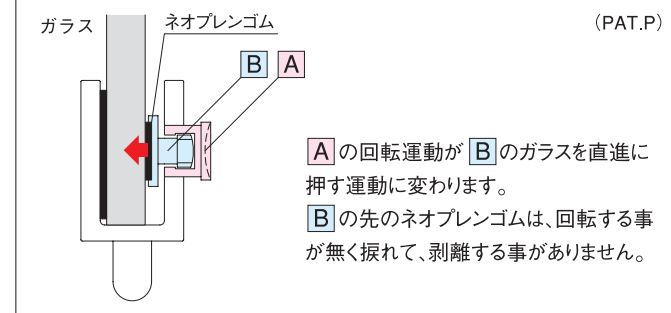 ガラス
ネオプレンゴム
(PAT.P)
B A
Aの回転運動がBのガラスを直進に
押す運動に変わります。
Bの先のネオプレンゴムは、回転する事
が無く捩れて、剥離する事がありません。